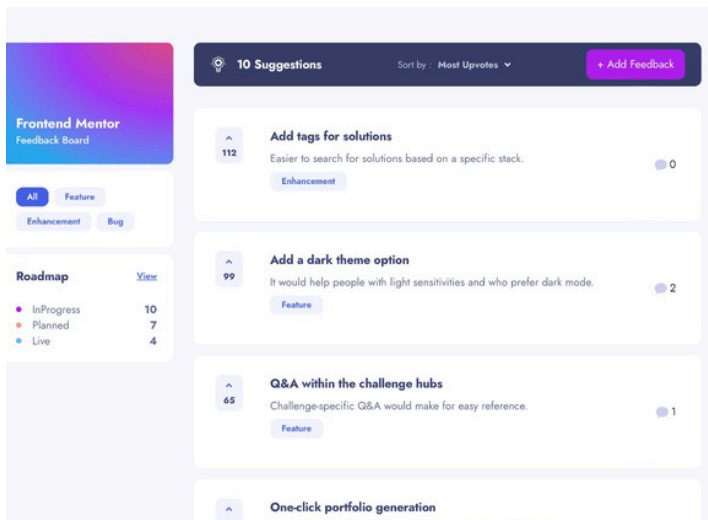 Frontend Mentor
Feedback Board
All Feature
Enhancement Bug
Roadmap View
InProgress 10
Planned 7
Live 4
10 Suggestions Sort by : Most Upvotes + Add Feedback
112
Add tags for solutions
Easier to search for solutions based on a specific stack.
Enhancement
0
99
Add a dark theme option
It would help people with light sensitivities and who prefer dark mode.
Feature
2
65
Q&A within the challenge hubs
Challenge-specific Q&A would make for easy reference.
Feature
1
One-click portfolio generation